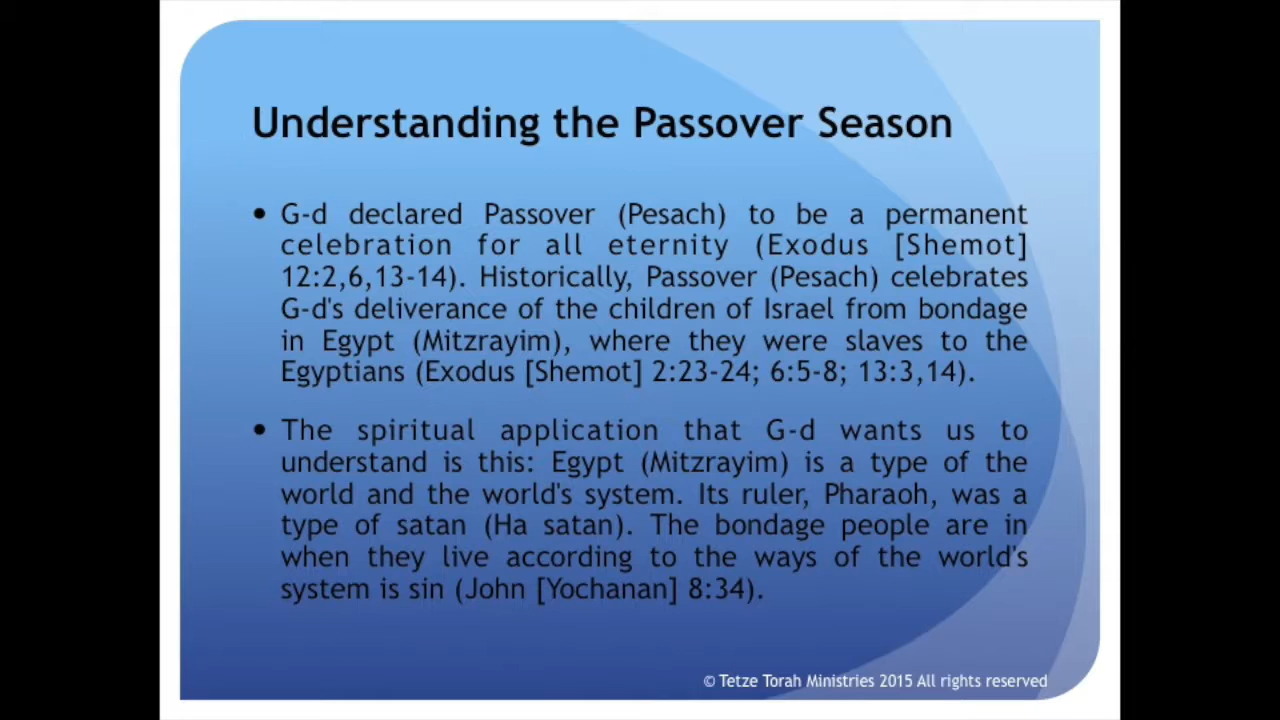 Understanding the Passover Season
• G-d declared Passover (Pesach) to be a permanent
celebration for all eternity (Exodus [Shemot]
12:2,6,13-14). Historically, Passover (Pesach) celebrates
G-d's deliverance of the children of Israel from bondage
in Egypt (Mitzrayim), where they were slaves to the
Egyptians (Exodus [Shemot] 2:23-24; 6:5-8; 13:3,14).
• The spiritual application that G-d wants us to
understand is this: Egypt (Mitzrayim) is a type of the
world and the world's system. Its ruler, Pharaoh, was a
type of satan (Ha satan). The bondage people are in
when they live according to the ways of the world's
system is sin (John [Yochanan] 8:34).
© Tetze Torah Ministries 2015 All rights reserved